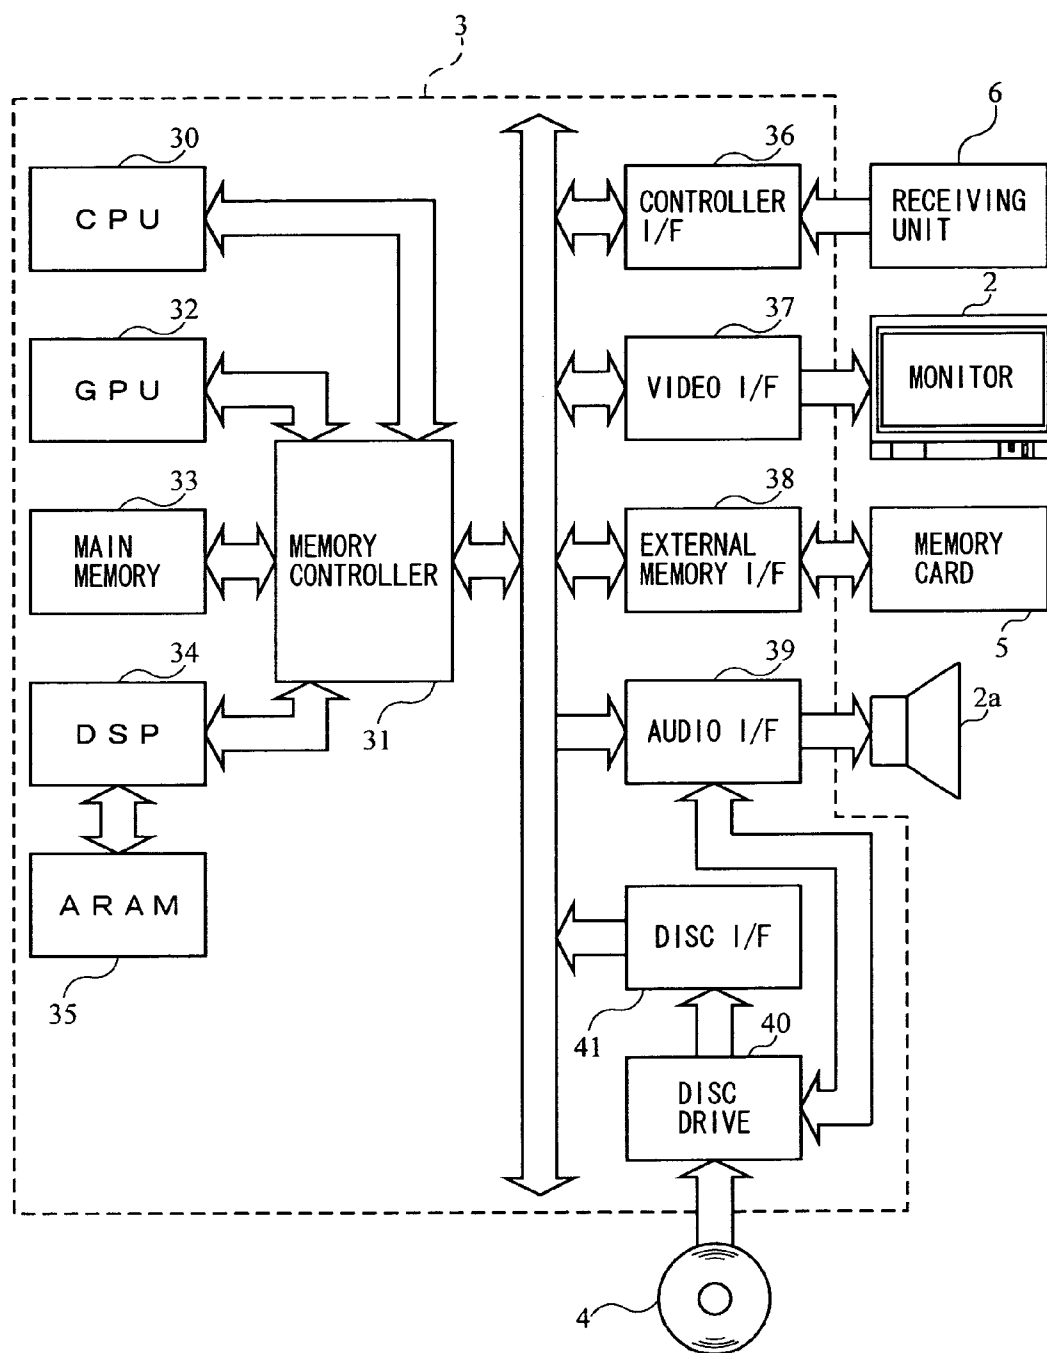 3
30
CPU
32
GPU
33
MAIN
MEMORY
34
DSP
ARAM
35
MEMORY
CONTROLLER
31
36
CONTROLLER
I/F
37
VIDEO I/F
38
EXTERNAL
MEMORY I/F
39
AUDIO I/F
DISC I/F
41
40
DISC
DRIVE
4
6
RECEIVING
UNIT
2
MONITOR
MEMORY
CARD
5
2a